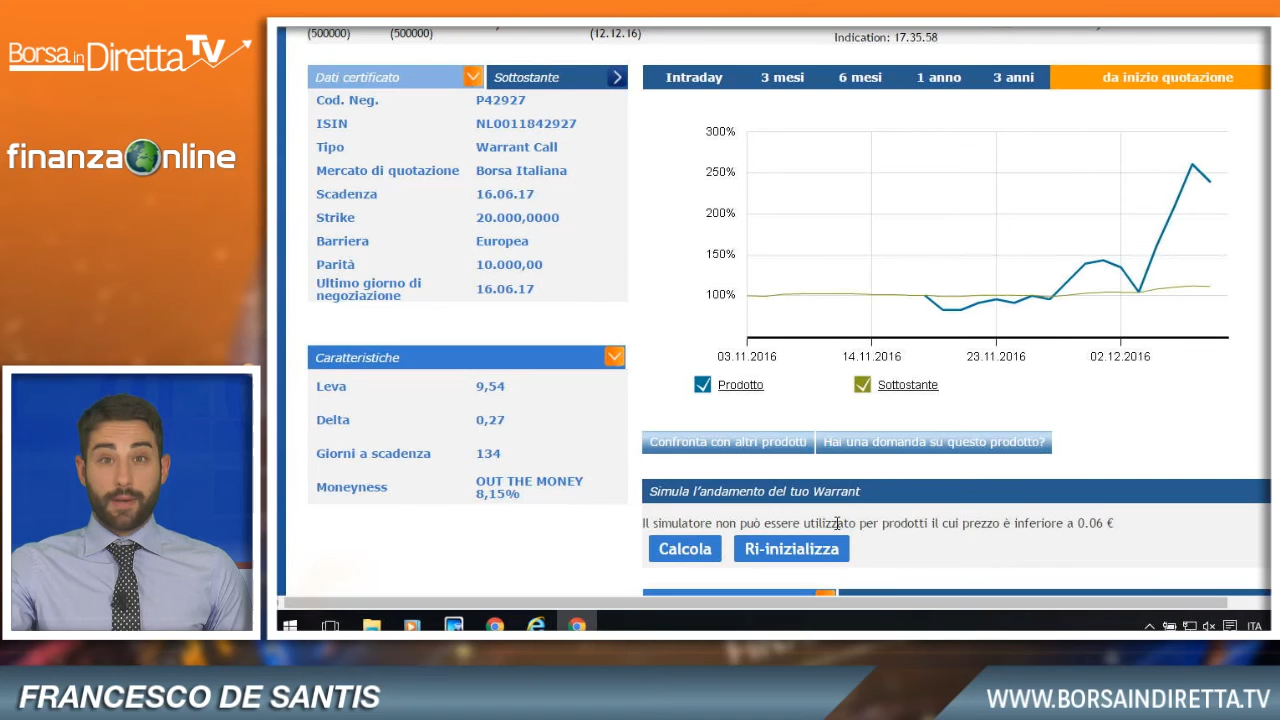 Borsa in Diretta TV
finanzaOnline
(500000) (500000) (12.12.16)
Indication: 17.35.58
Dati certificato Sottostante
Cod. Neg. P42927
ISIN NL0011842927
Tipo Warrant Call
Mercato di quotazione Borsa Italiana
Scadenza 16.06.17
Strike 20.000,0000
Barriera Europea
Parità 10.000,00
Ultimo giorno di negoziazione 16.06.17
Caratteristiche
Leva 9,54
Delta 0,27
Giorni a scadenza 134
Moneyness OUT THE MONEY
8,15%
Intraday 3 mesi 6 mesi 1 anno 3 anni da inizio quotazione
300%
250%
200%
150%
100%
03.11.2016 14.11.2016 23.11.2016 02.12.2016
Prodotto Sottostante
Confronta con altri prodotti Hai una domanda su questo prodotto?
Simula l'andamento del tuo Warrant
Il simulatore non può essere utilizzato per prodotti il cui prezzo è inferiore a 0.06 €
Calcola Ri-inizializza
ITA
FRANCESCO DE SANTIS
WWW.BORSAINDIRETTA.TV